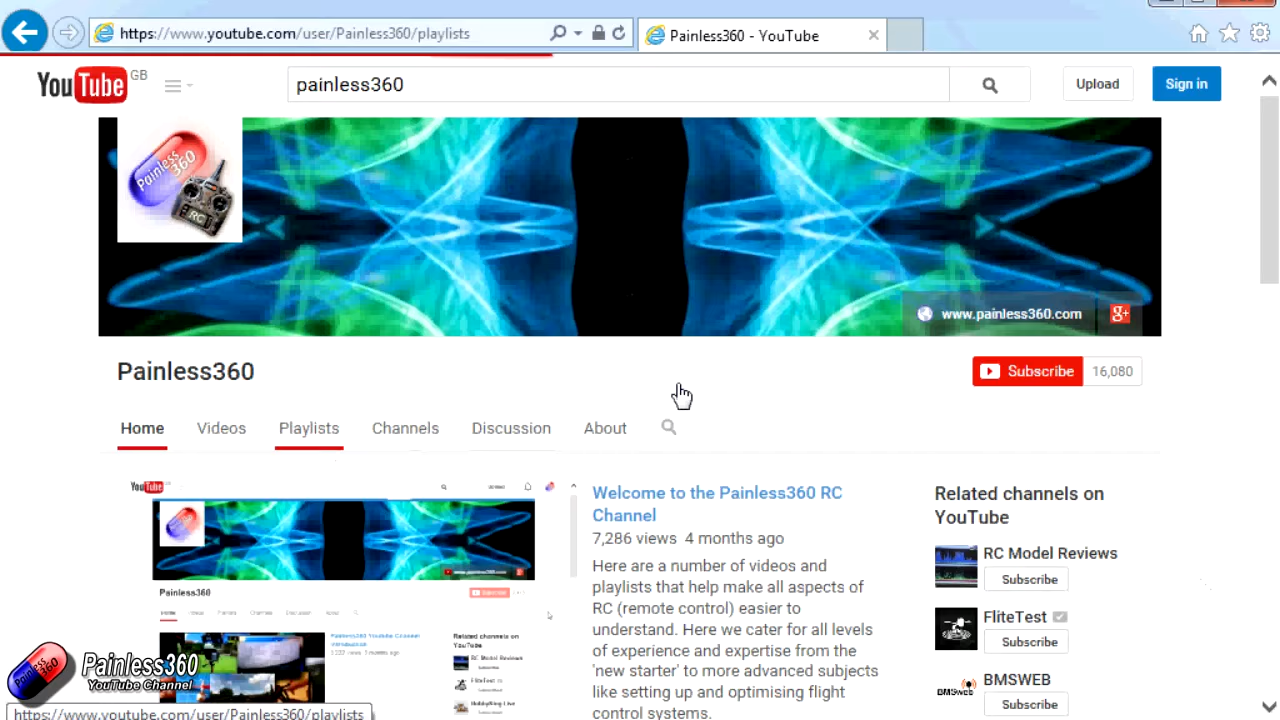 https://www.youtube.com/user/Painless360/playlists
Painless360 - YouTube
YouTube GB
painless360
Upload
Sign in
Painless 360
RC
www.painless360.com
g+
Painless360
Subscribe 16,080
Home Videos Playlists Channels Discussion About
YouTube
Painless360
Welcome to the Painless360 RC
Channel
7,286 views 4 months ago
Here are a number of videos and
playlists that help make all aspects of
RC (remote control) easier to
understand. Here we cater for all levels
of experience and expertise from the
'new starter' to more advanced subjects
like setting up and optimising flight
control systems.
Related channels on
YouTube
RC Model Reviews
Subscribe
FliteTest
Subscribe
BMSWEB
BMSWEB
Subscribe
Painless360
Painless360
YouTube Channel
https://www.youtube.com/user/Painless360/playlists